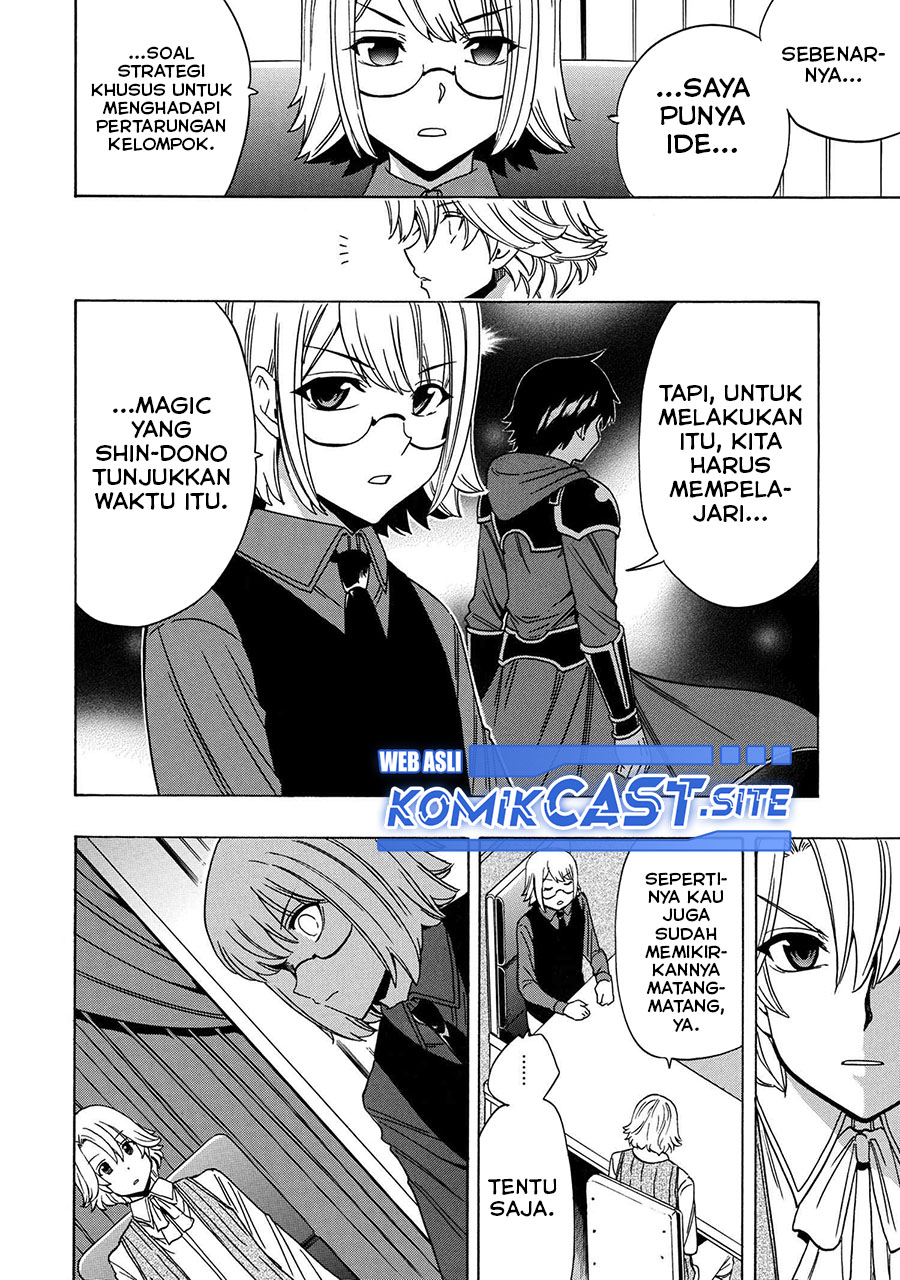 SEBENAR-
NYA...
...SAYA
PUNYA
IDE...
...SOAL
STRATEGI
KHUSUS UNTUK
MENGHADAPI
PERTARUNGAN
KELOMPOK.
TAPI, UNTUK
MELAKUKAN
ITU, KITA
HARUS
MEMPELA-
JARI...
...MAGIC
YANG
SHIN-DONO
TUNJUKKAN
WAKTU ITU.
WEB ASLI
KOMIKCAST.SITE
SEPERTI-
NYA KAU
JUGA
SUDAH
MEMIKIR-
KANNYA
MATANG-
MATANG,
YA.
......
TENTU
SAJA.